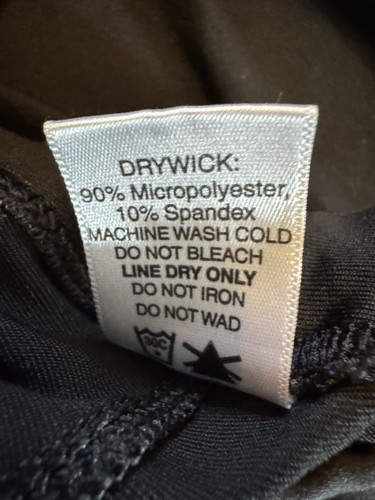 DRYWICK:
90% Micropolyester,
10% Spandex
MACHINE WASH COLD
DO NOT BLEACH
LINE DRY ONLY
DO NOT IRON
DO NOT WAD